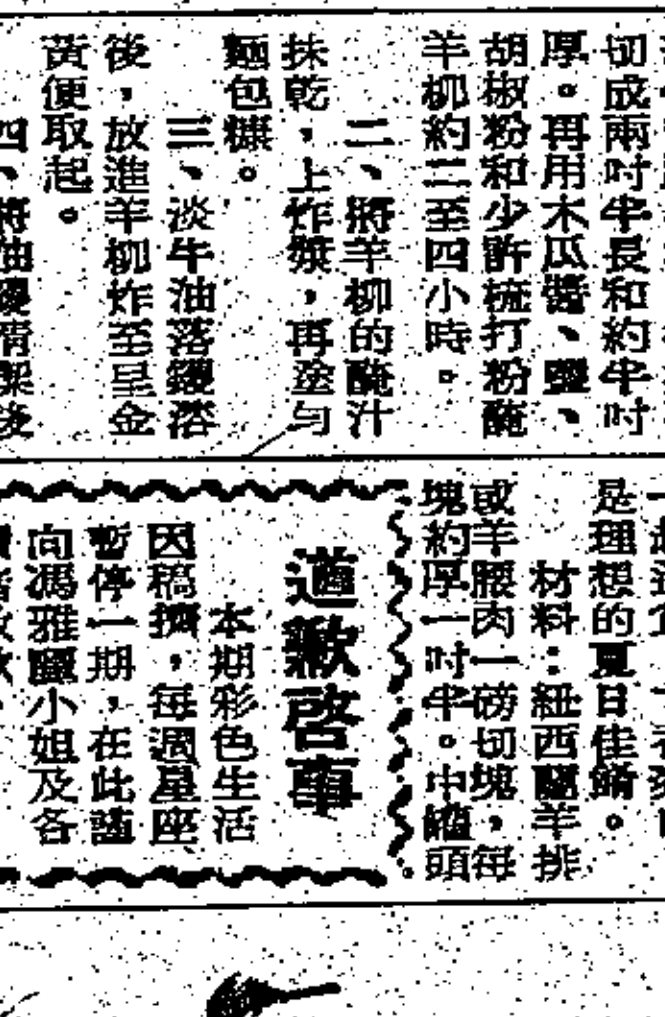 切成兩吋半長和約半吋
厚。再用木瓜醬、鹽、
胡椒粉和少許梳打粉醃
羊柳約二至四小時。
二、將羊柳的醃汁
抹乾，上炸漿，再塗勻
麵包糠。
三、淡牛油落鑊滾
後，放進羊柳炸至呈金
黃便取起。
四、將油鑊清潔後
是理想的夏日佳餚。
材料：紐西蘭羊排
或羊腰肉一磅切塊，每
塊約厚一吋半。中罐頭
道歉啓事
本期彩色生活
因稿擠，每週星座
暫停一期，在此謹
向馮雅麗小姐及各